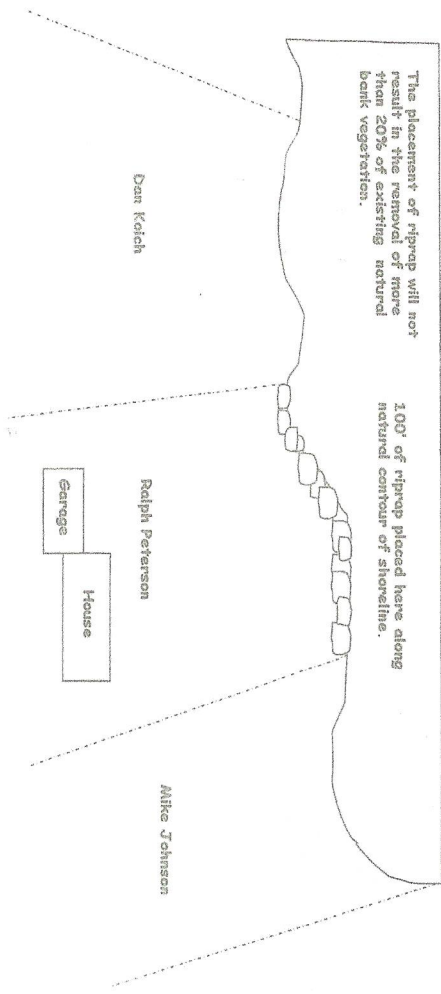 The placement of riprap will not
result in the removal of more
than 20% of existing natural
bank vegetation.
100' of riprap placed here along
natural contour of shoreline.
Dan Koich
Ralph Peterson
Mike Johnson
Garage
House